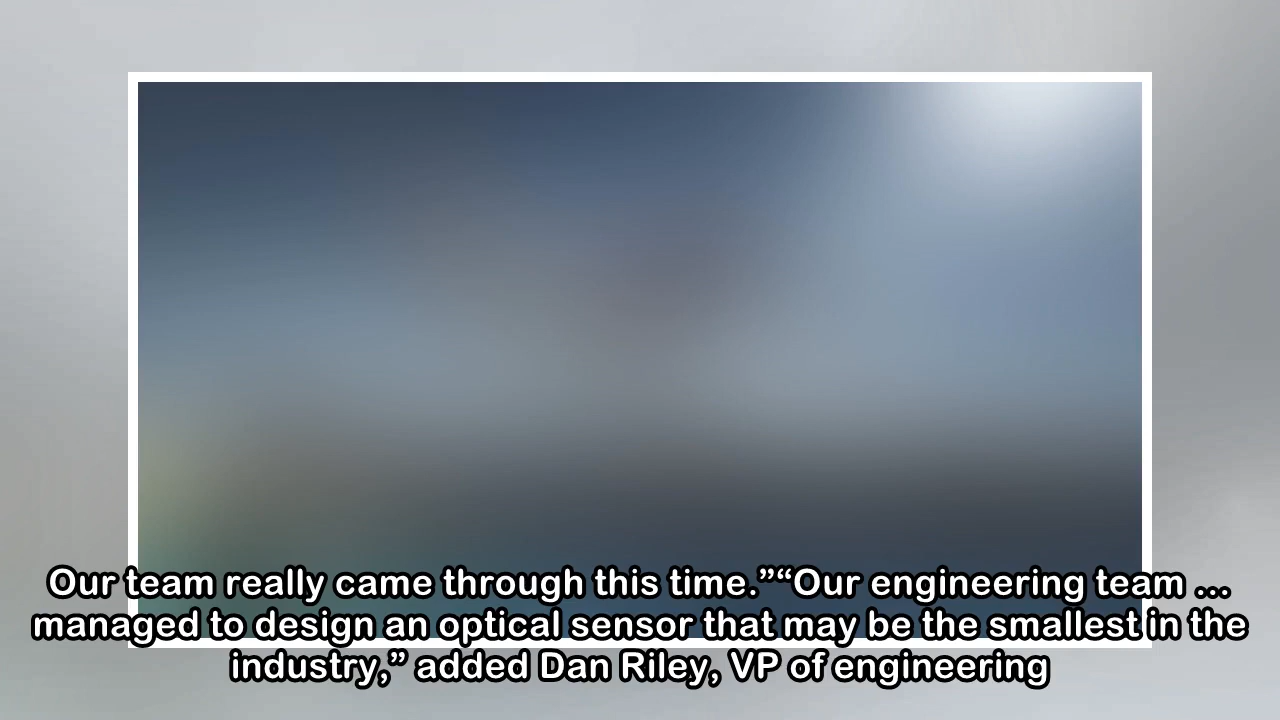 Our team really came through this time.”“Our engineering team ...
managed to design an optical sensor that may be the smallest in the
industry,” added Dan Riley, VP of engineering